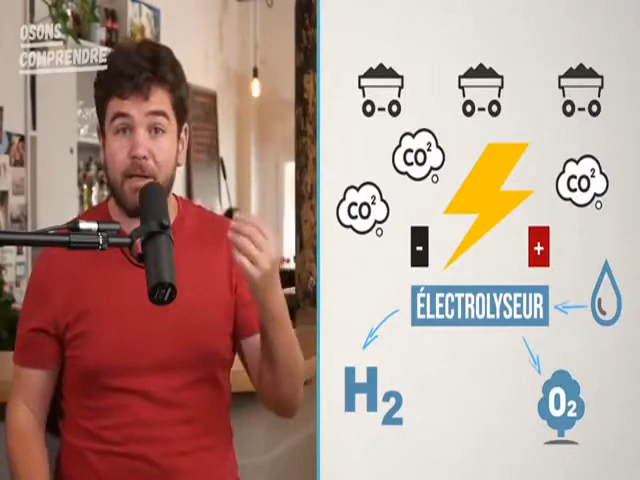 OSONS
COMPRENDRE
CO2
CO2
CO2
-
+
ÉLECTROLYSEUR
H2
O2